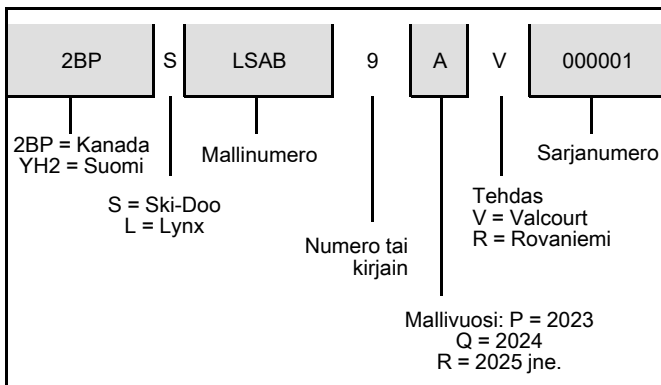 2BP S LSAB 9 A V 000001
2BP = Kanada
YH2 = Suomi
Mallinumero
Sarjanumero
S = Ski-Doo
L = Lynx
Tehdas
V = Valcourt
R = Rovaniemi
Numero tai
kirjain
Mallivuosi: P = 2023
Q = 2024
R = 2025 jne.